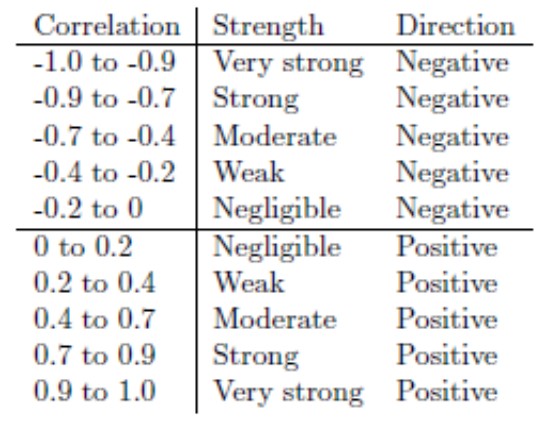 Correlation Strength Direction
-1.0 to -0.9 Very strong Negative
-0.9 to -0.7 Strong Negative
-0.7 to -0.4 Moderate Negative
-0.4 to -0.2 Weak Negative
-0.2 to 0 Negligible Negative
0 to 0.2 Negligible Positive
0.2 to 0.4 Weak Positive
0.4 to 0.7 Moderate Positive
0.7 to 0.9 Strong Positive
0.9 to 1.0 Very strong Positive